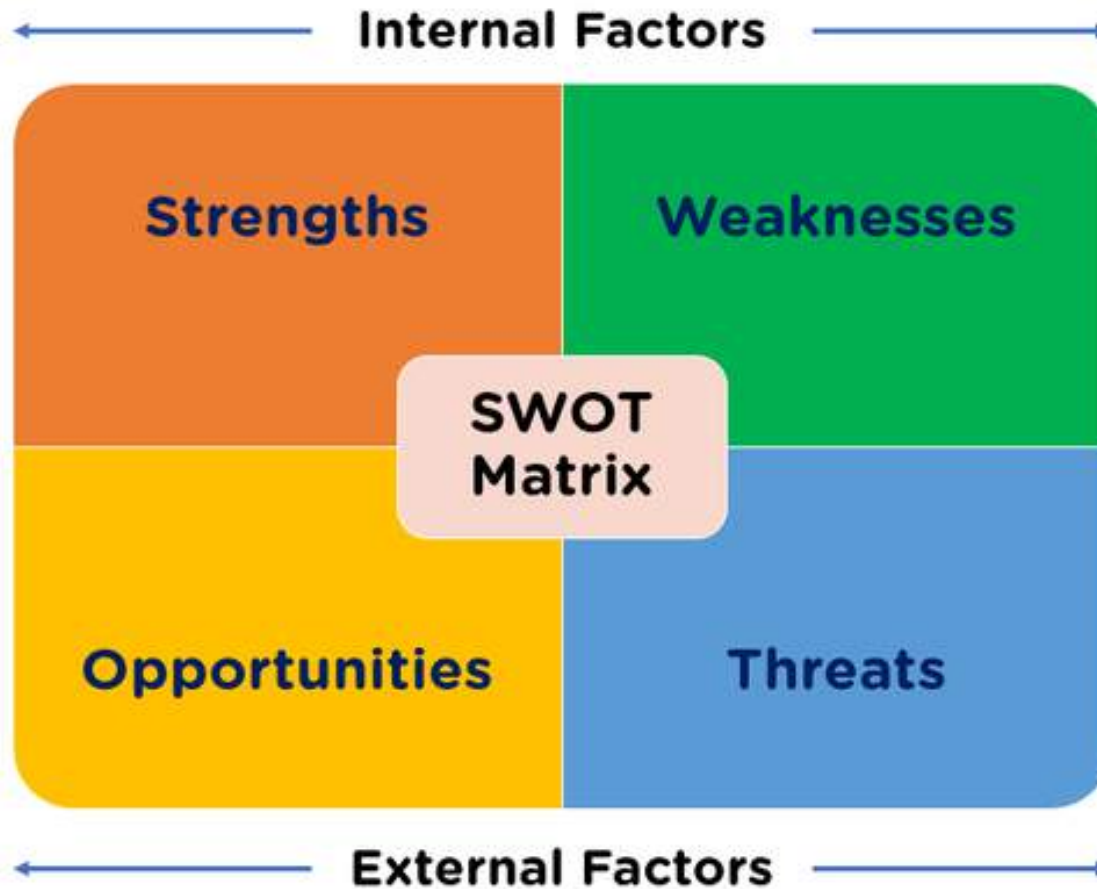 Internal Factors
Strengths
Weaknesses
SWOT
Matrix
Opportunities
Threats
External Factors